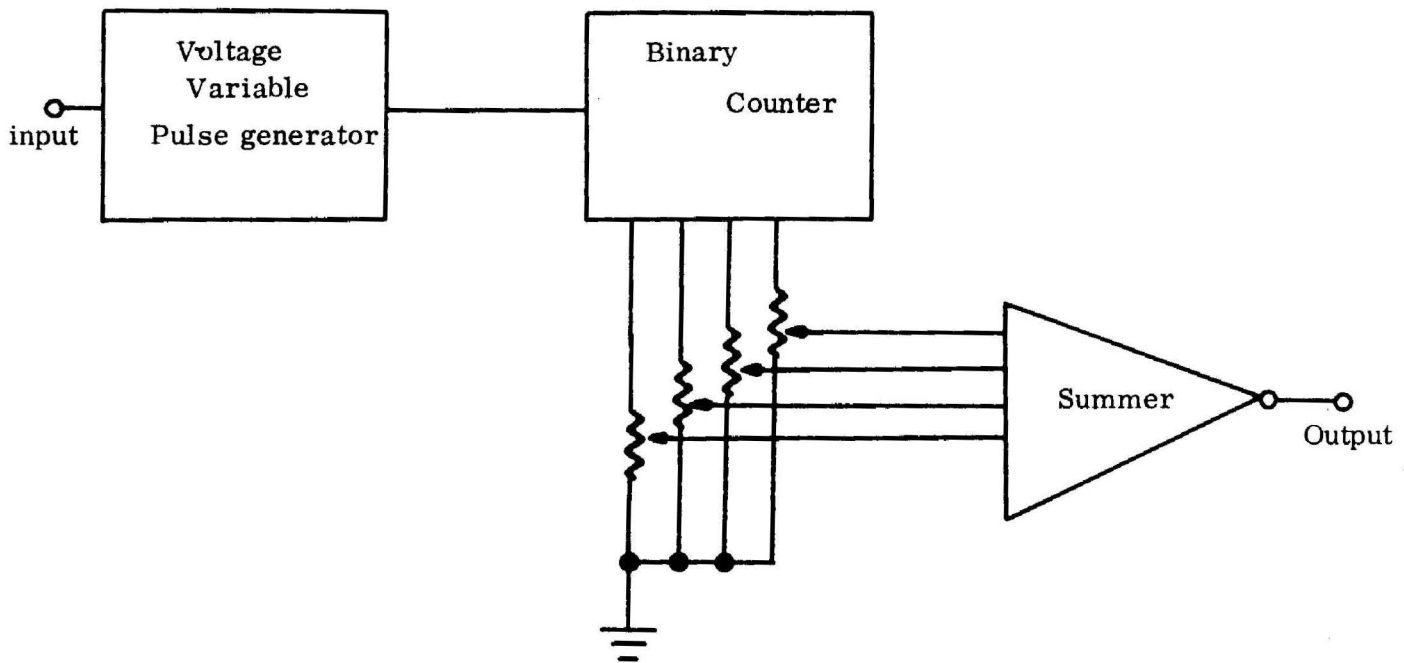 Voltage
Variable
Pulse generator
Binary
Counter
input
Summer
Output